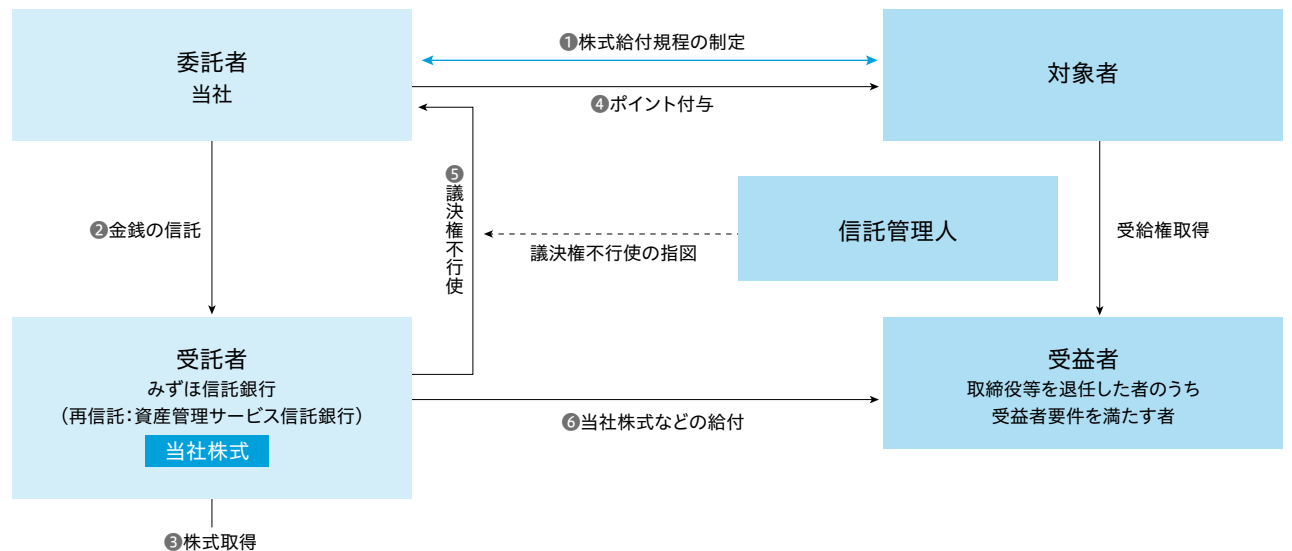 委託者
当社
❶株式給付規程の制定
対象者
❹ポイント付与
❺議決権不行使
❷金銭の信託
議決権不行使の指図
信託管理人
受給権取得
受託者
みずほ信託銀行
（再信託：資産管理サービス信託銀行）
当社株式
❻当社株式などの給付
受益者
取締役等を退任した者のうち
受益者要件を満たす者
❸株式取得